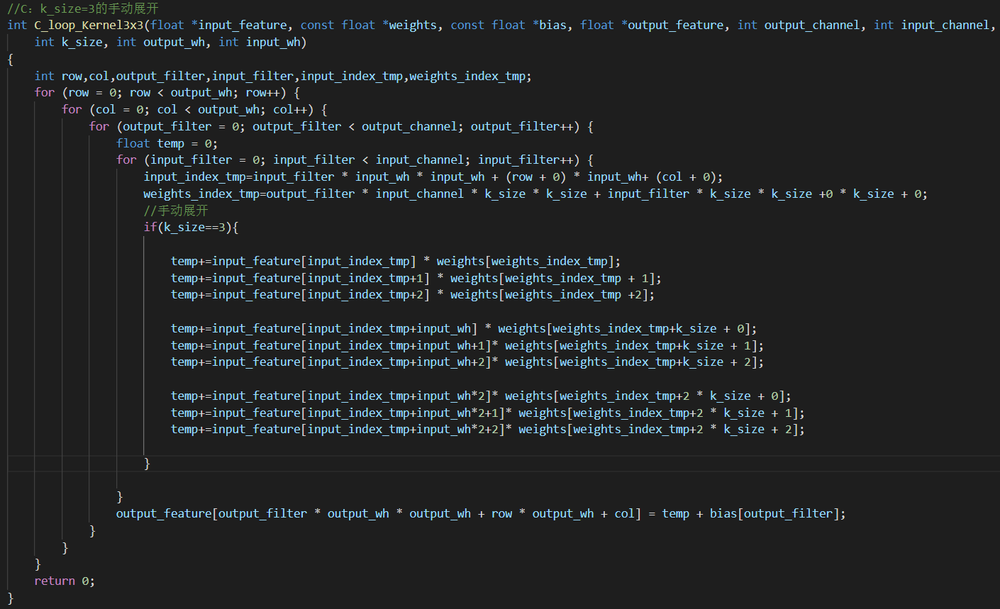 //C：k_size=3的手动展开
int C_loop_Kernel3x3(float *input_feature, const float *weights, const float *bias, float *output_feature, int output_channel, int input_channel,
    int k_size, int output_wh, int input_wh)
{
    int row,col,output_filter,input_filter,input_index_tmp,weights_index_tmp;
    for (row = 0; row < output_wh; row++) {
        for (col = 0; col < output_wh; col++) {
            for (output_filter = 0; output_filter < output_channel; output_filter++) {
                float temp = 0;
                for (input_filter = 0; input_filter < input_channel; input_filter++) {
                    input_index_tmp=input_filter * input_wh * input_wh + (row + 0) * input_wh+ (col + 0);
                    weights_index_tmp=output_filter * input_channel * k_size * k_size + input_filter * k_size * k_size +0 * k_size + 0;
                    //手动展开
                    if(k_size==3){
                        temp+=input_feature[input_index_tmp] * weights[weights_index_tmp];
                        temp+=input_feature[input_index_tmp+1] * weights[weights_index_tmp + 1];
                        temp+=input_feature[input_index_tmp+2] * weights[weights_index_tmp +2];
                        temp+=input_feature[input_index_tmp+input_wh] * weights[weights_index_tmp+k_size + 0];
                        temp+=input_feature[input_index_tmp+input_wh+1]* weights[weights_index_tmp+k_size + 1];
                        temp+=input_feature[input_index_tmp+input_wh+2]* weights[weights_index_tmp+k_size + 2];
                        temp+=input_feature[input_index_tmp+input_wh*2]* weights[weights_index_tmp+2 * k_size + 0];
                        temp+=input_feature[input_index_tmp+input_wh*2+1]* weights[weights_index_tmp+2 * k_size + 1];
                        temp+=input_feature[input_index_tmp+input_wh*2+2]* weights[weights_index_tmp+2 * k_size + 2];
                    }
                }
                output_feature[output_filter * output_wh * output_wh + row * output_wh + col] = temp + bias[output_filter];
            }
        }
    }
    return 0;
}